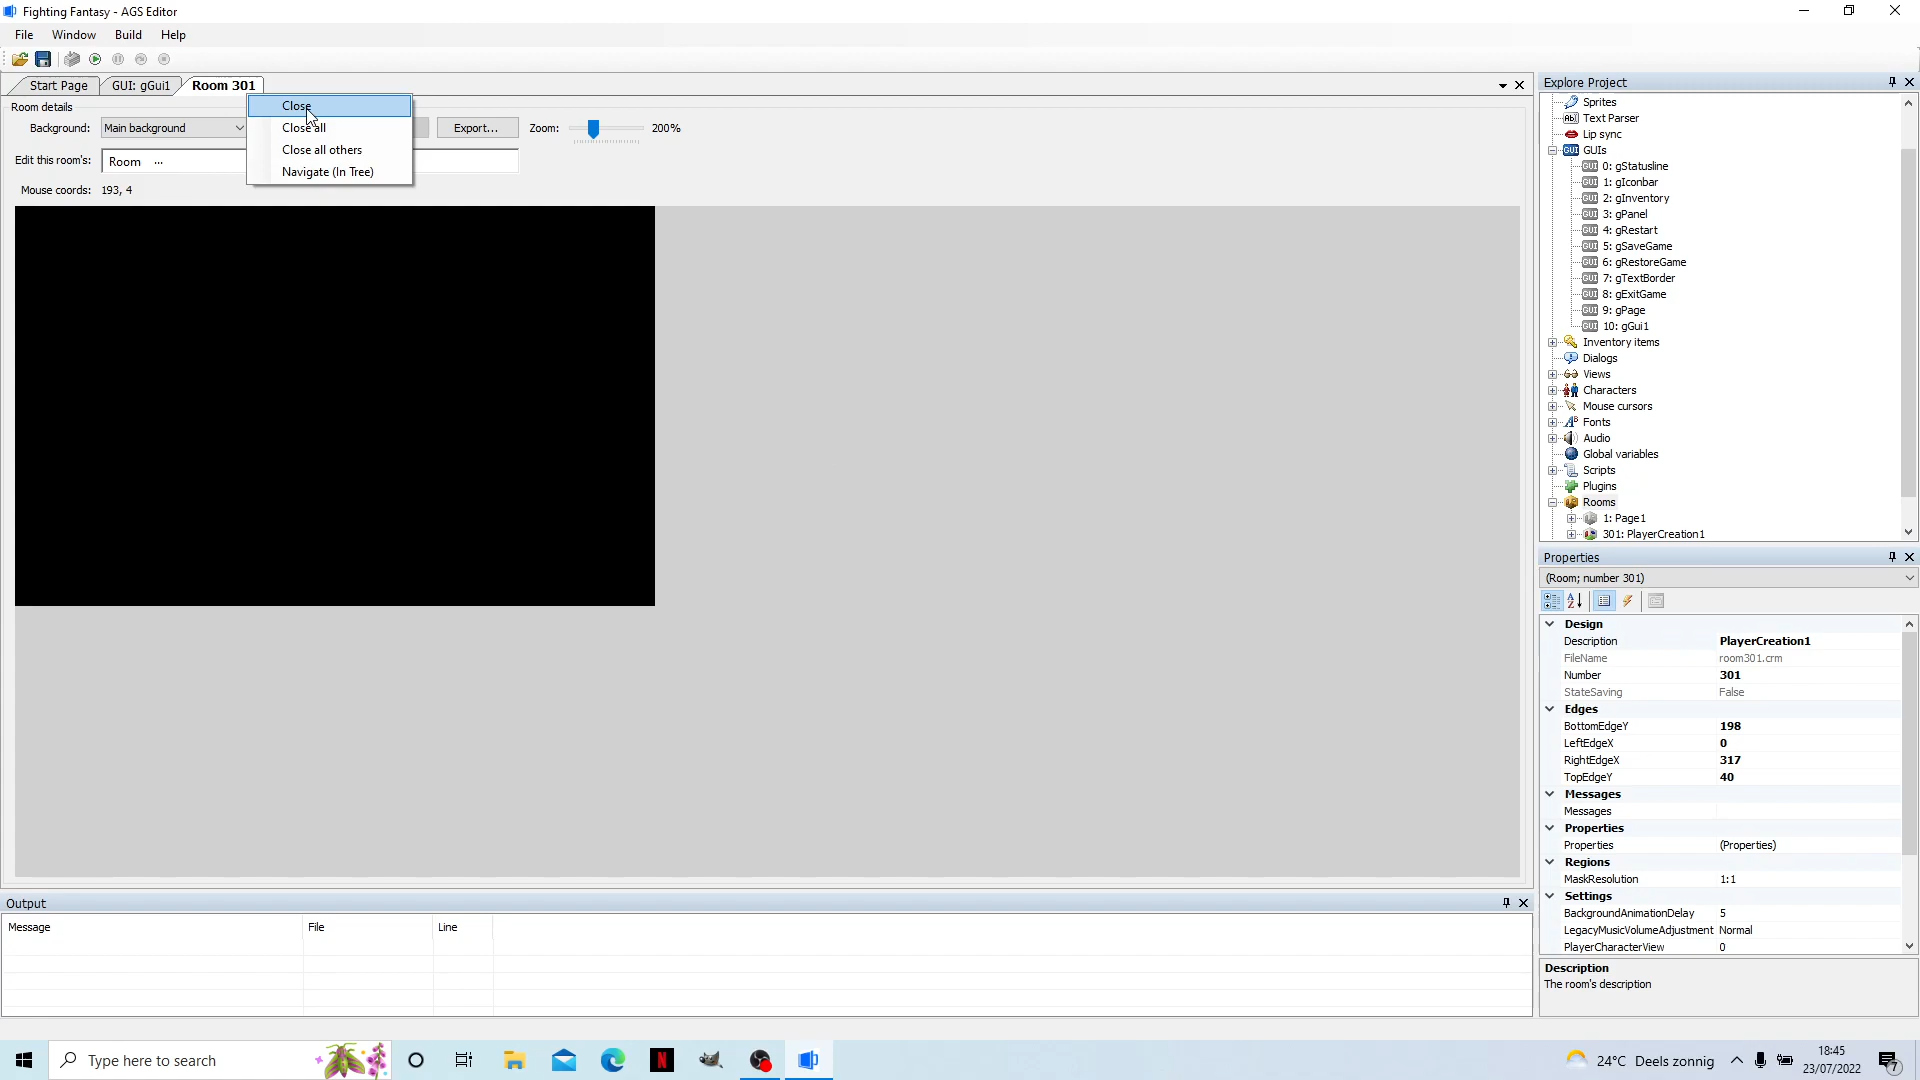 Fighting Fantasy - AGS Editor
File Window Build Help
Start Page GUI: gGui1 Room 301
Room details
Close
Close all
Close all others
Navigate (In Tree)
Background: Main background Export... Zoom: 200%
Edit this room's: Room ...
Mouse coords: 193, 4
Explore Project
Sprites
Text Parser
Lip sync
GUIs
0: gStatusline
1: gIconbar
2: gInventory
3: gPanel
4: gRestart
5: gSaveGame
6: gRestoreGame
7: gTextBorder
8: gExitGame
9: gPage
10: gGui1
Inventory items
Dialogs
Views
Characters
Mouse cursors
Fonts
Audio
Global variables
Scripts
Plugins
Rooms
1: Page1
301: PlayerCreation1
Properties
(Room; number 301)
Design
Description PlayerCreation1
FileName room301.crm
Number 301
StateSaving False
Edges
BottomEdgeY 198
LeftEdgeX 0
RightEdgeX 317
TopEdgeY 40
Messages
Messages
Properties
Properties (Properties)
Regions
MaskResolution 1:1
Settings
BackgroundAnimationDelay 5
LegacyMusicVolumeAdjustment Normal
PlayerCharacterView 0
Description
The room's description
Output
Message File Line
Type here to search
24°C Deels zonnig
18:45
23/07/2022
7